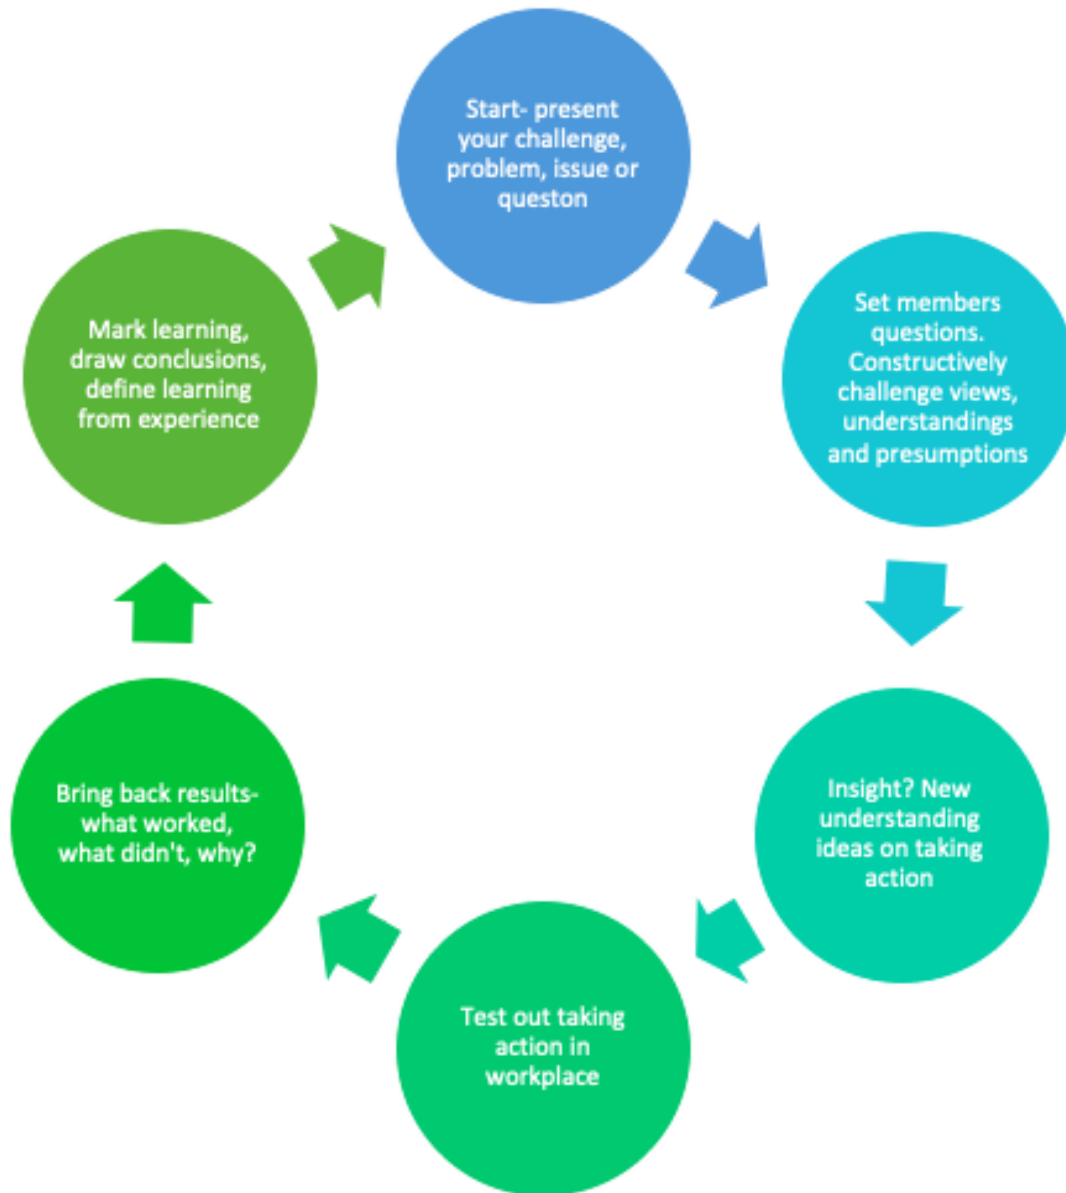 Start- present
your challenge,
problem, issue or
queston
Set members
questions.
Constructively
challenge views,
understandings
and presumptions
Insight? New
understanding
ideas on taking
action
Test out taking
action in
workplace
Bring back results-
what worked,
what didn't, why?
Mark learning,
draw conclusions,
define learning
from experience